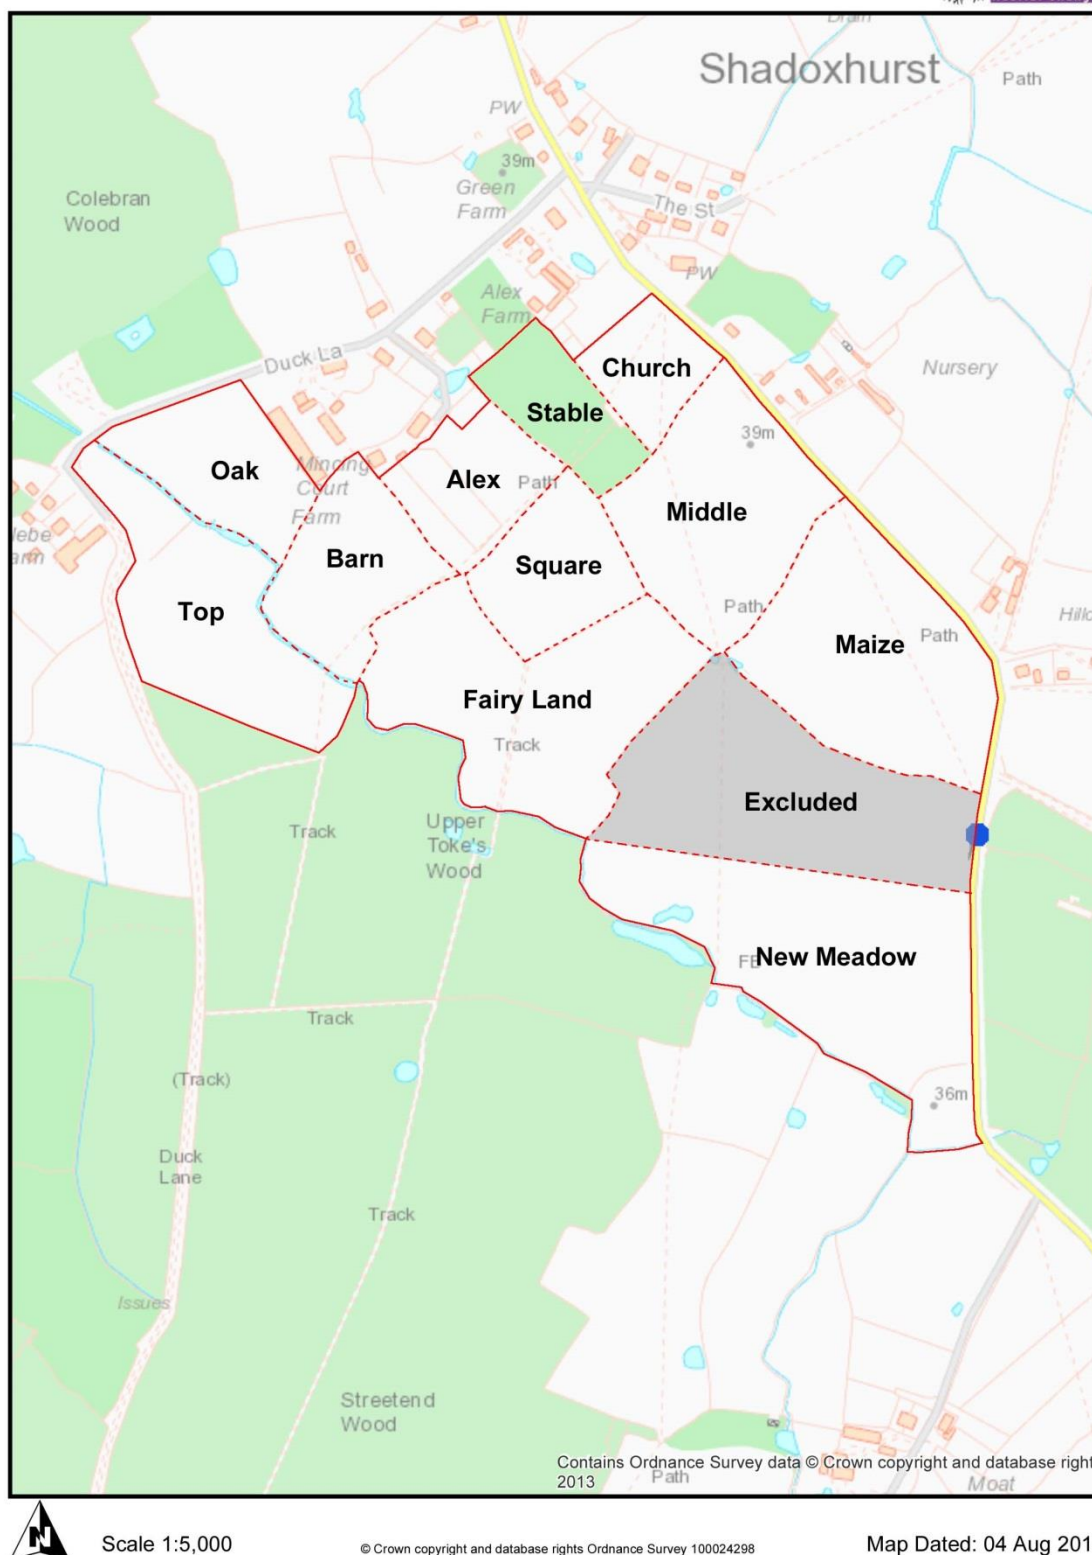 Drain
Shadoxhurst
Path
PW
39m
Green
Farm
Colebran
Wood
The St
PW
Alex
Farm
Duck La
Church
Nursery
Stable
39m
Oak
Mincing
Court
Farm
Alex
Path
Middle
Barn
Square
Top
Path
Path
Maize
Fairy Land
Track
Excluded
Upper
Toke's
Wood
Track
FB
New Meadow
Track
(Track)
36m
Duck
Lane
Track
Issues
Streetend
Wood
Contains Ordnance Survey data © Crown copyright and database right
2013
Path
Moat
N
Scale 1:5,000
© Crown copyright and database rights Ordnance Survey 100024298
Map Dated: 04 Aug 201